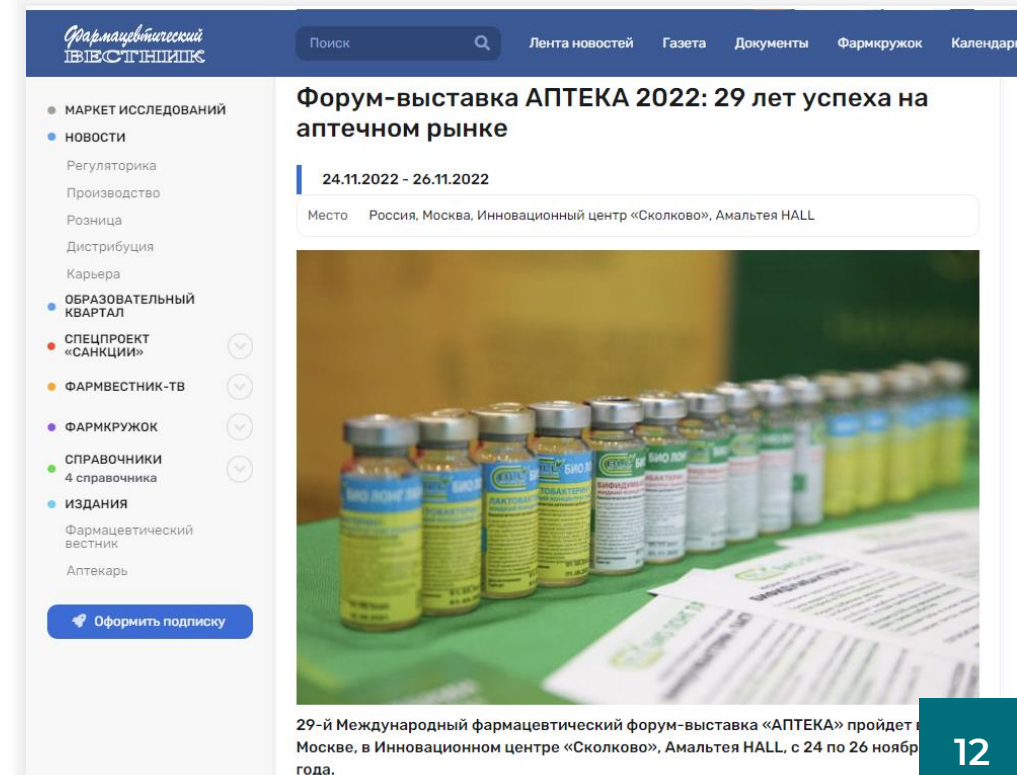 Фармацевтический
ВЕСТНИК
Поиск
Лента новостей
Газета
Документы
Фармкружок
МАРКЕТ ИССЛЕДОВАНИЙ
НОВОСТИ
Регуляторика
Производство
Розница
Дистрибуция
Карьера
ОБРАЗОВАТЕЛЬНЫЙ
КВАРТАЛ
СПЕЦПРОЕКТ
«САНКЦИИ»
ФАРМВЕСТНИК-ТВ
ФАРМКРУЖОК
СПРАВОЧНИКИ
4 справочника
ИЗДАНИЯ
Фармацевтический
вестник
Аптекарь
Оформить подписку
Форум-выставка АПТЕКА 2022: 29 лет успеха на
аптечном рынке
24.11.2022 - 26.11.2022
Место Россия, Москва, Инновационный центр «Сколково», Амальтея HALL
БИО ЛОНГ
29-й Международный фармацевтический форум-выставка «АПТЕКА» пройдет
Москве, в Инновационном центре «Сколково», Амальтея HALL, с 24 по 26
года.
12